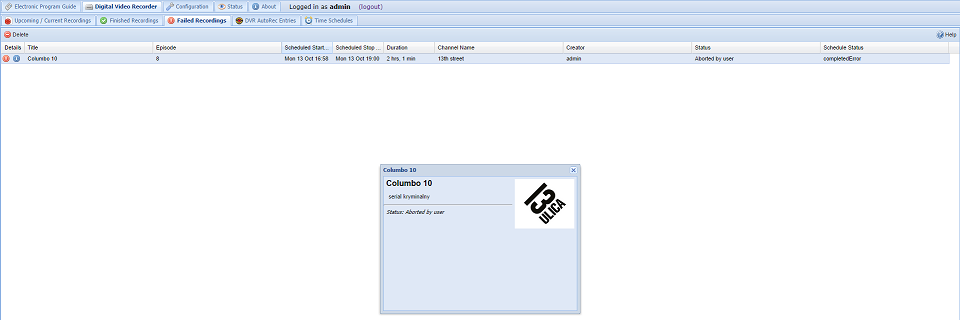 Electronic Program Guide Digital Video Recorder Configuration Status About Logged in as admin (logout)
Upcoming / Current Recordings Finished Recordings Failed Recordings DVR AutoRec Entries Time Schedules
Delete Help
Details Title Episode Scheduled Start... Scheduled Stop ... Duration Channel Name Creator Status Schedule Status
Columbo 10 8 Mon 13 Oct 16:58 Mon 13 Oct 19:00 2 hrs, 1 min 13th street admin Aborted by user completedError
Columbo 10
Columbo 10
serial kryminalny
Status: Aborted by user
13
ULICA